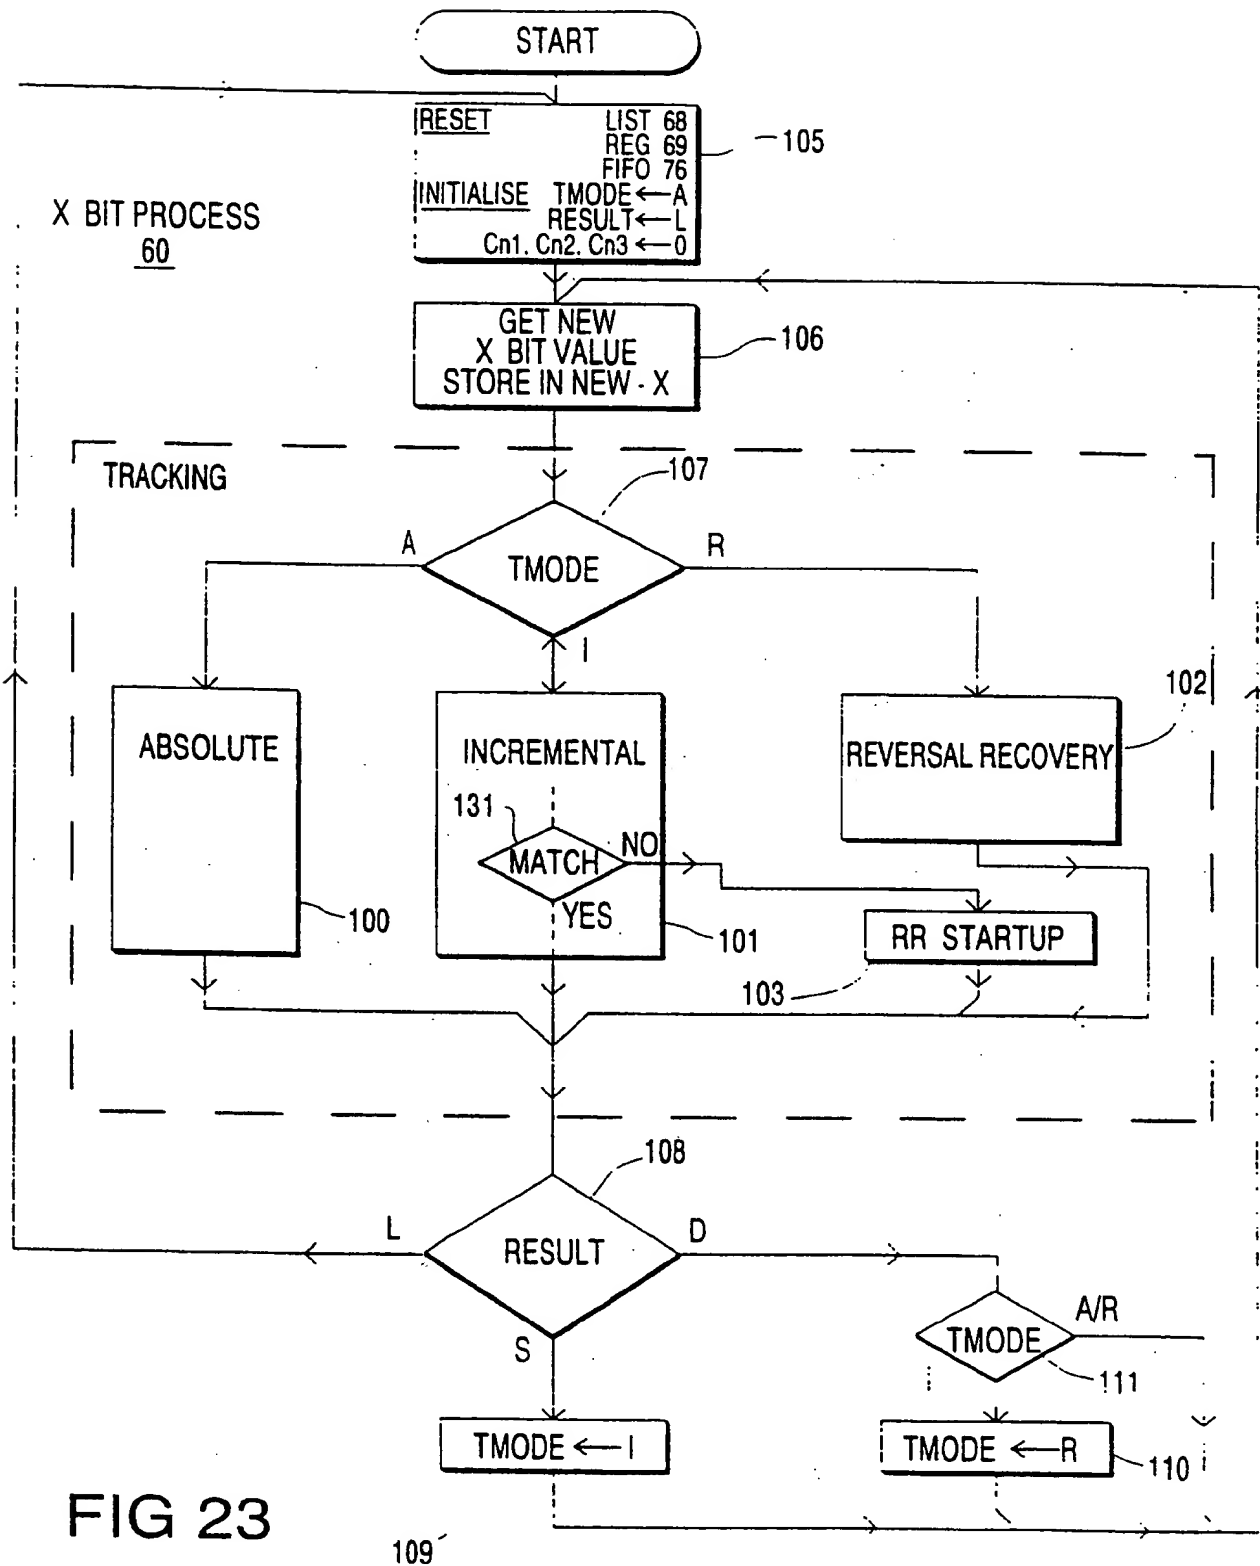 START
RESET LIST 68
REG 69
FIFO 76
INITIALISE TMODE ←A
RESULT←L
Cn1. Cn2. Cn3 ←0
105
X BIT PROCESS
60
GET NEW
X BIT VALUE
STORE IN NEW - X
106
TRACKING
107
A
TMODE
R
I
102
ABSOLUTE
INCREMENTAL
REVERSAL RECOVERY
131
MATCH
NO
YES
100
101
RR STARTUP
103
108
L
RESULT
D
S
A/R
TMODE
111
TMODE ←I
TMODE ←R
110
109
FIG 23